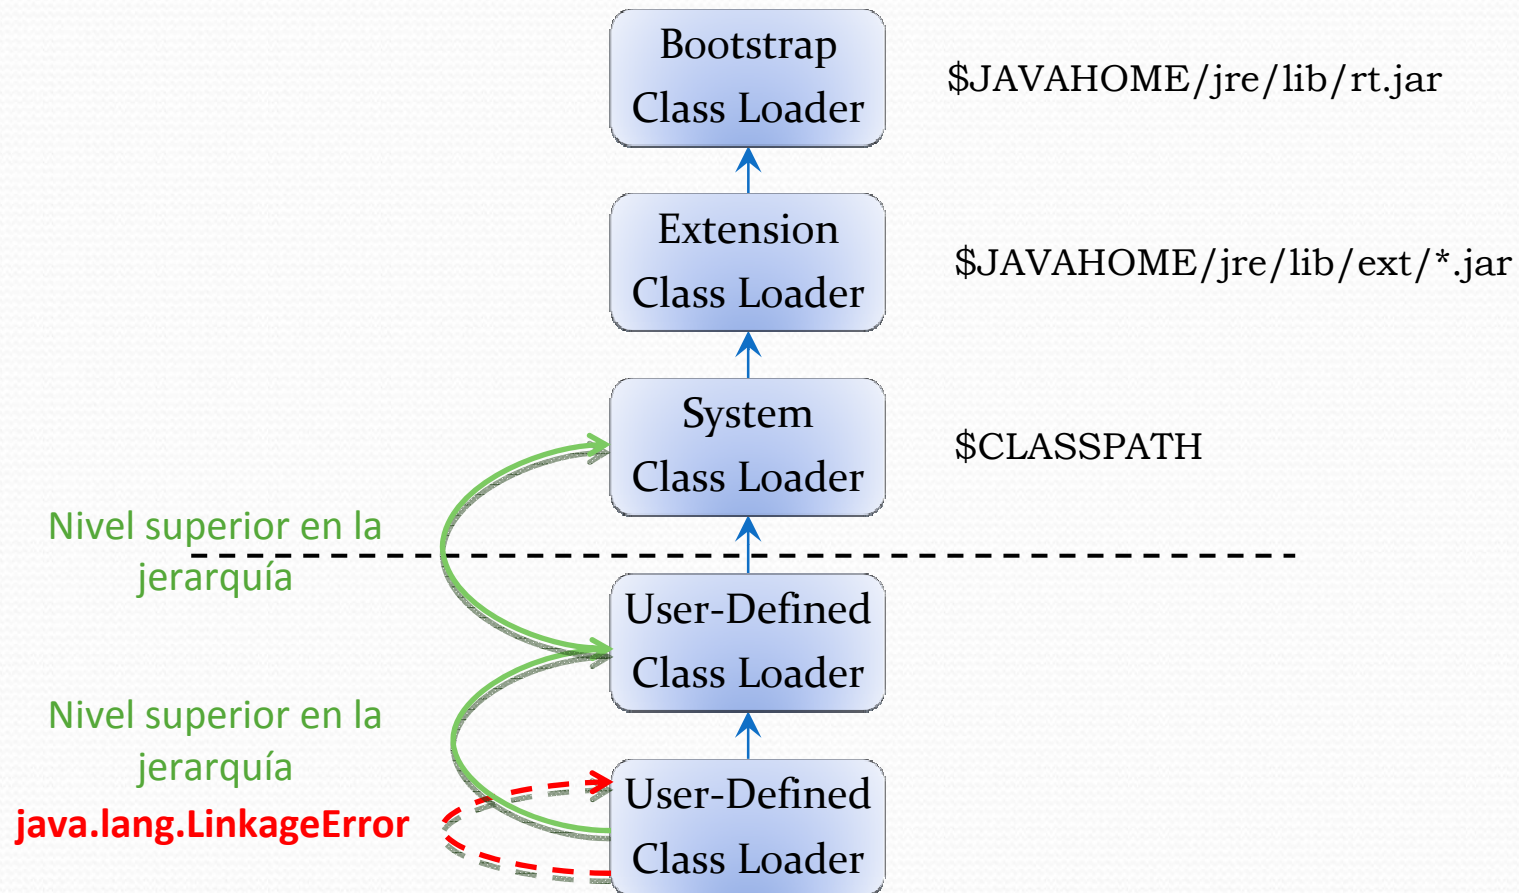 Bootstrap
Class Loader
$JAVAHOME/jre/lib/rt.jar
Extension
Class Loader
$JAVAHOME/jre/lib/ext/*.jar
System
Class Loader
$CLASSPATH
Nivel superior en la
jerarquía
User-Defined
Class Loader
Nivel superior en la
jerarquía
java.lang.LinkageError
User-Defined
Class Loader